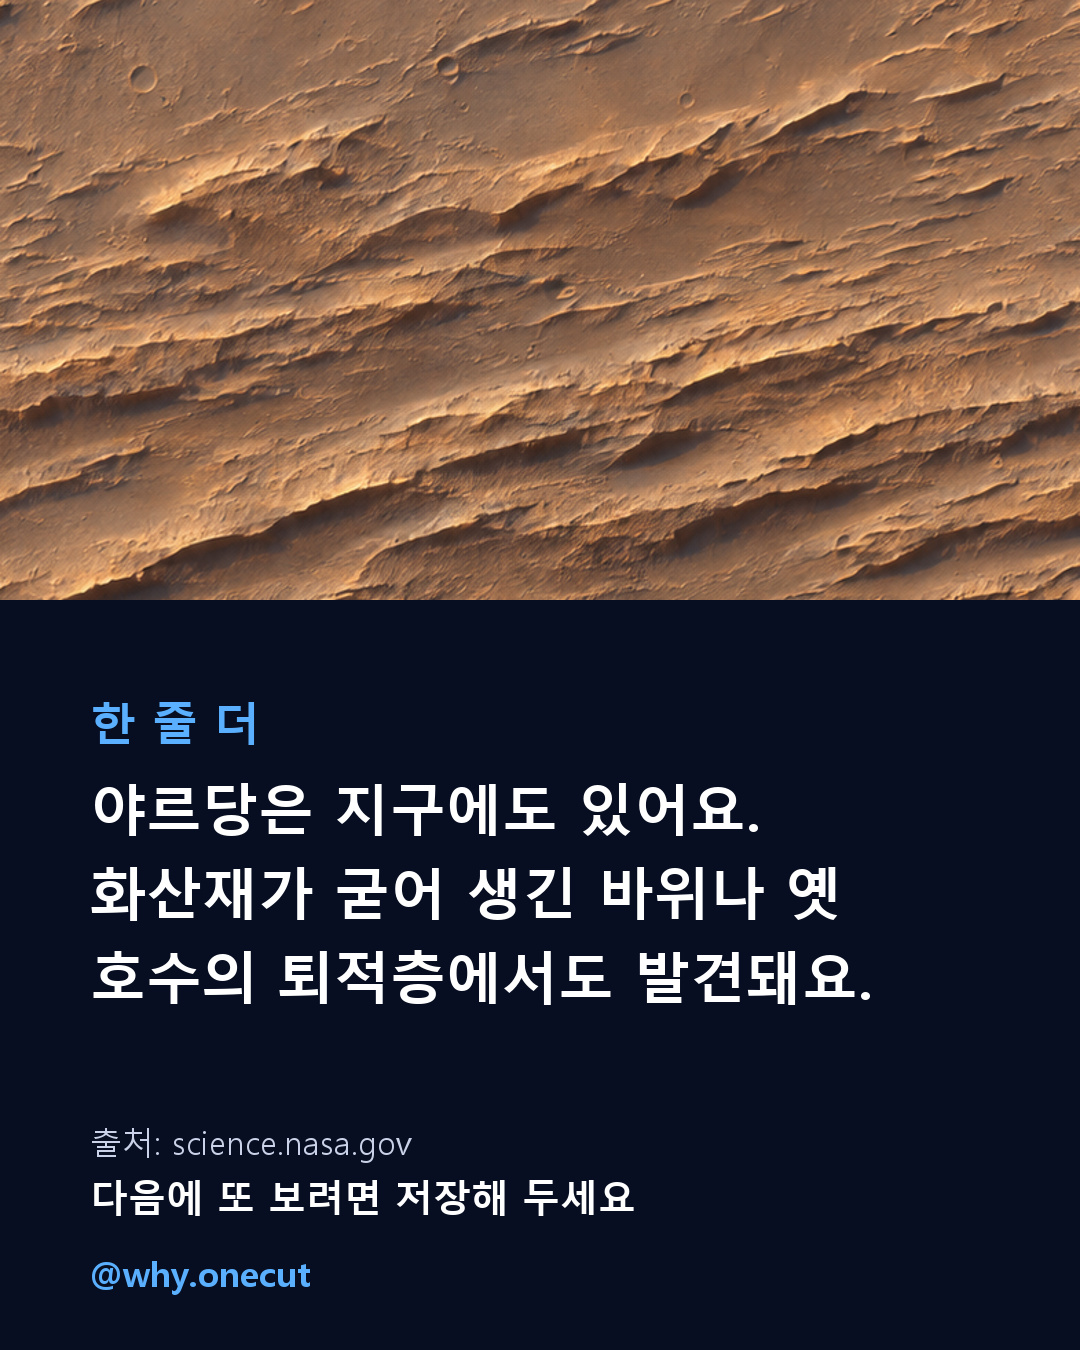 한 줄 더
야르당은 지구에도 있어요.
화산재가 굳어 생긴 바위나 옛
호수의 퇴적층에서도 발견돼요.
출처: science.nasa.gov
다음에 또 보려면 저장해 두세요
@why.onecut